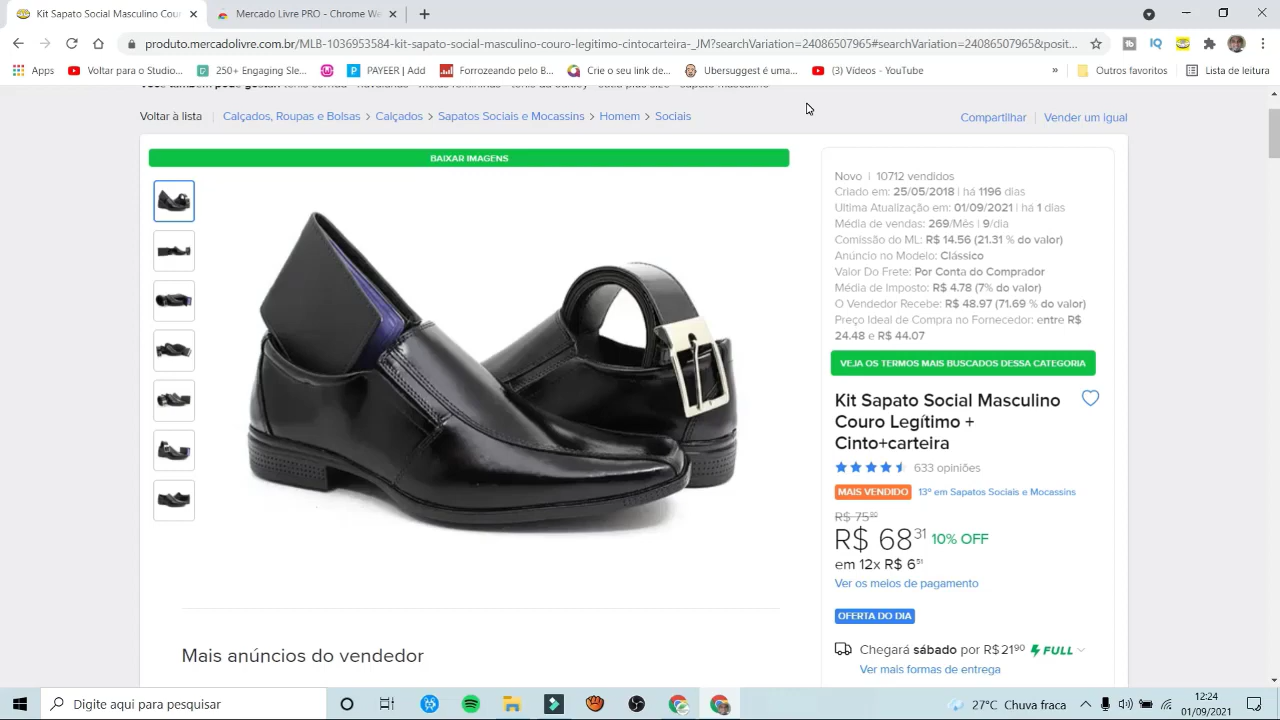 Kit Sapato Social Masculino Cour
Mercado Livre PRO - Chrome We
produto.mercadolivre.com.br/MLB-1036953584-kit-sapato-social-masculino-couro-legitimo-cintocarteira-_JM?searchVariation=24086507965#searchVariation=24086507965&posit...
Apps
Voltar para o Studio...
250+ Engaging Sle...
PAYEER | Add
Forrozeando pelo B...
Crie o seu link de...
Ubersuggest é uma...
(3) Vídeos - YouTube
»
Outros favoritos
Lista de leitura
Voltar à lista | Calçados, Roupas e Bolsas > Calçados > Sapatos Sociais e Mocassins > Homem > Sociais
Compartilhar | Vender um igual
BAIXAR IMAGENS
Novo | 10712 vendidos
Criado em: 25/05/2018 | há 1196 dias
Ultima Atualização em: 01/09/2021 | há 1 dias
Média de vendas: 269/Mês | 9/dia
Comissão do ML: R$ 14.56 (21.31 % do valor)
Anúncio no Modelo: Clássico
Valor Do Frete: Por Conta do Comprador
Média de Imposto: R$ 4.78 (7% do valor)
O Vendedor Recebe: R$ 48.97 (71.69 % do valor)
Preço Ideal de Compra no Fornecedor: entre R$
24.48 e R$ 44.07
VEJA OS TERMOS MAIS BUSCADOS DESSA CATEGORIA
Kit Sapato Social Masculino
Couro Legítimo +
Cinto+carteira
633 opiniões
MAIS VENDIDO 13º em Sapatos Sociais e Mocassins
R$ 75
R$ 68 31 10% OFF
em 12x R$ 6 51
Ver os meios de pagamento
OFERTA DO DIA
Chegará sábado por R$ 21 90 FULL
Ver mais formas de entrega
Mais anúncios do vendedor
Digite aqui para pesquisar
27°C Chuva fraca
12:24
01/09/2021